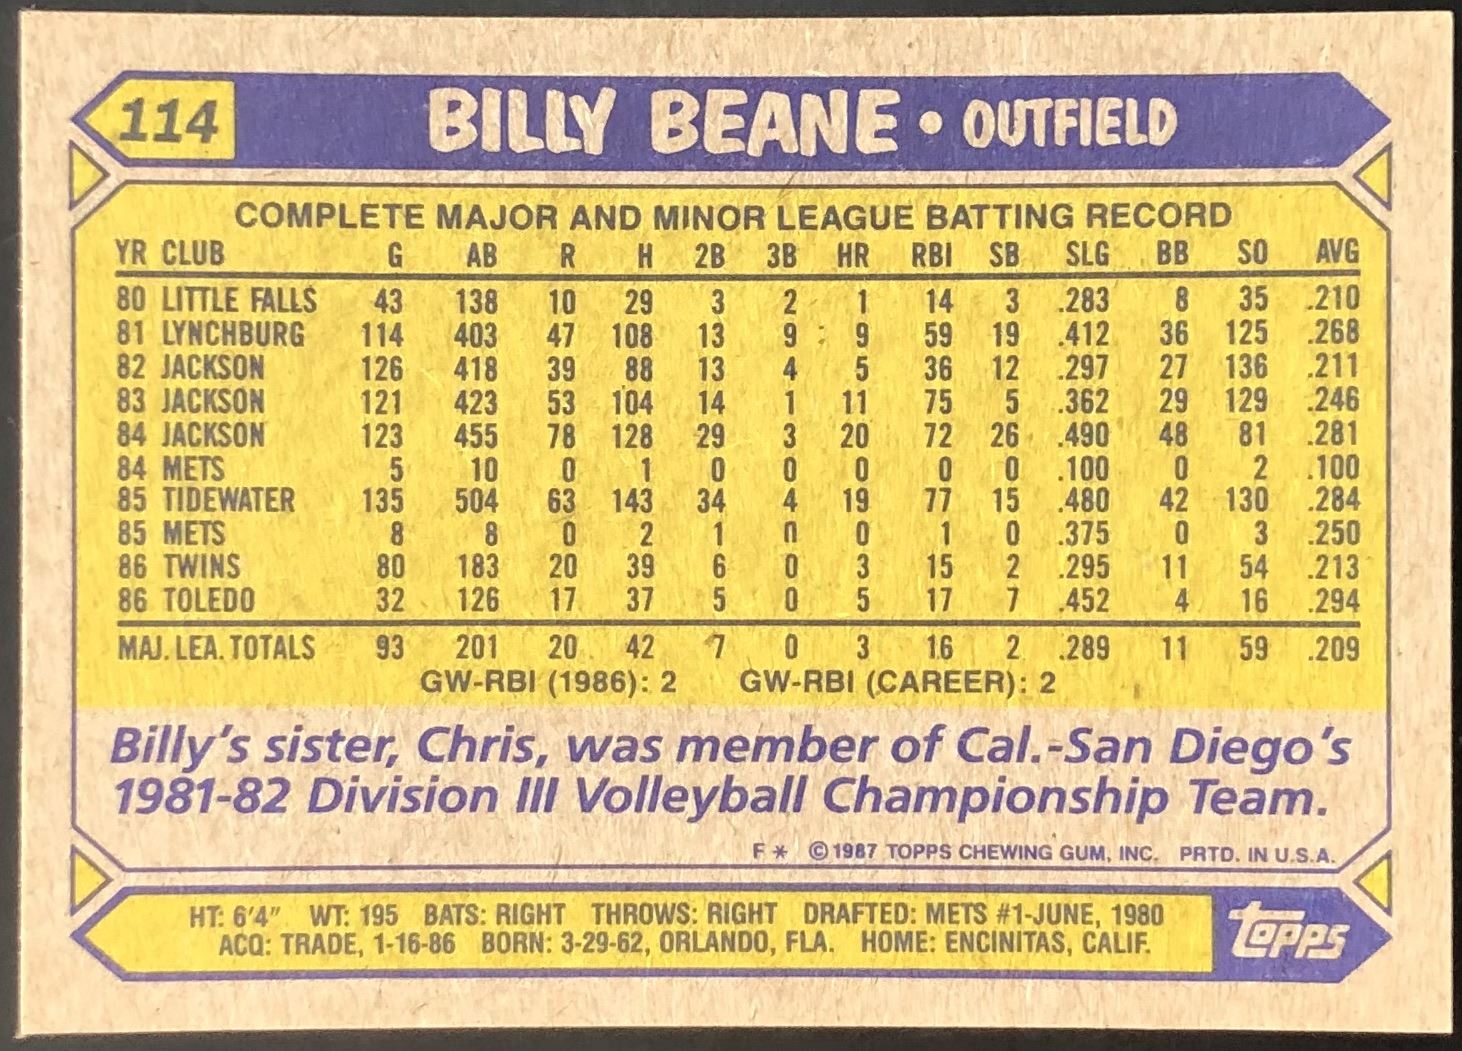 114 BILLY BEANE • OUTFIELD
COMPLETE MAJOR AND MINOR LEAGUE BATTING RECORD
YR CLUB G AB R H 2B 3B HR RBI SB SLG BB SO AVG
80 LITTLE FALLS 43 138 10 29 3 2 1 14 3 .283 8 35 .210
81 LYNCHBURG 114 403 47 108 13 9 9 59 19 .412 36 125 .268
82 JACKSON 126 418 39 88 13 4 5 36 12 .297 27 136 .211
83 JACKSON 121 423 53 104 14 1 11 75 5 .362 29 129 .246
84 JACKSON 123 455 78 128 29 3 20 72 26 .490 48 81 .281
84 METS 5 10 0 1 0 0 0 0 0 .100 0 2 .100
85 TIDEWATER 135 504 63 143 34 4 19 77 15 .480 42 130 .284
85 METS 8 8 0 2 1 0 0 1 0 .375 0 3 .250
86 TWINS 80 183 20 39 6 0 3 15 2 .295 11 54 .213
86 TOLEDO 32 126 17 37 5 0 5 17 7 .452 4 16 .294
MAJ. LEA. TOTALS 93 201 20 42 7 0 3 16 2 .289 11 59 .209
GW-RBI (1986): 2 GW-RBI (CAREER): 2
Billy's sister, Chris, was member of Cal.-San Diego's
1981-82 Division III Volleyball Championship Team.
F * © 1987 TOPPS CHEWING GUM, INC. PRTD. IN U.S.A.
HT: 6'4" WT: 195 BATS: RIGHT THROWS: RIGHT DRAFTED: METS #1-JUNE, 1980
ACQ: TRADE, 1-16-86 BORN: 3-29-62, ORLANDO, FLA. HOME: ENCINITAS, CALIF.
topps